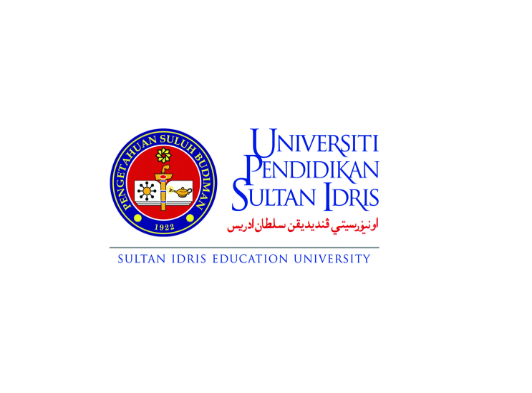 PENGETAHUAN SULUH BUDIMAN
1922
UNIVERSITI
PENDIDIKAN
SULTAN IDRIS
اونيۏرسيتي ڤنديديقن سلطان ادريس
SULTAN IDRIS EDUCATION UNIVERSITY